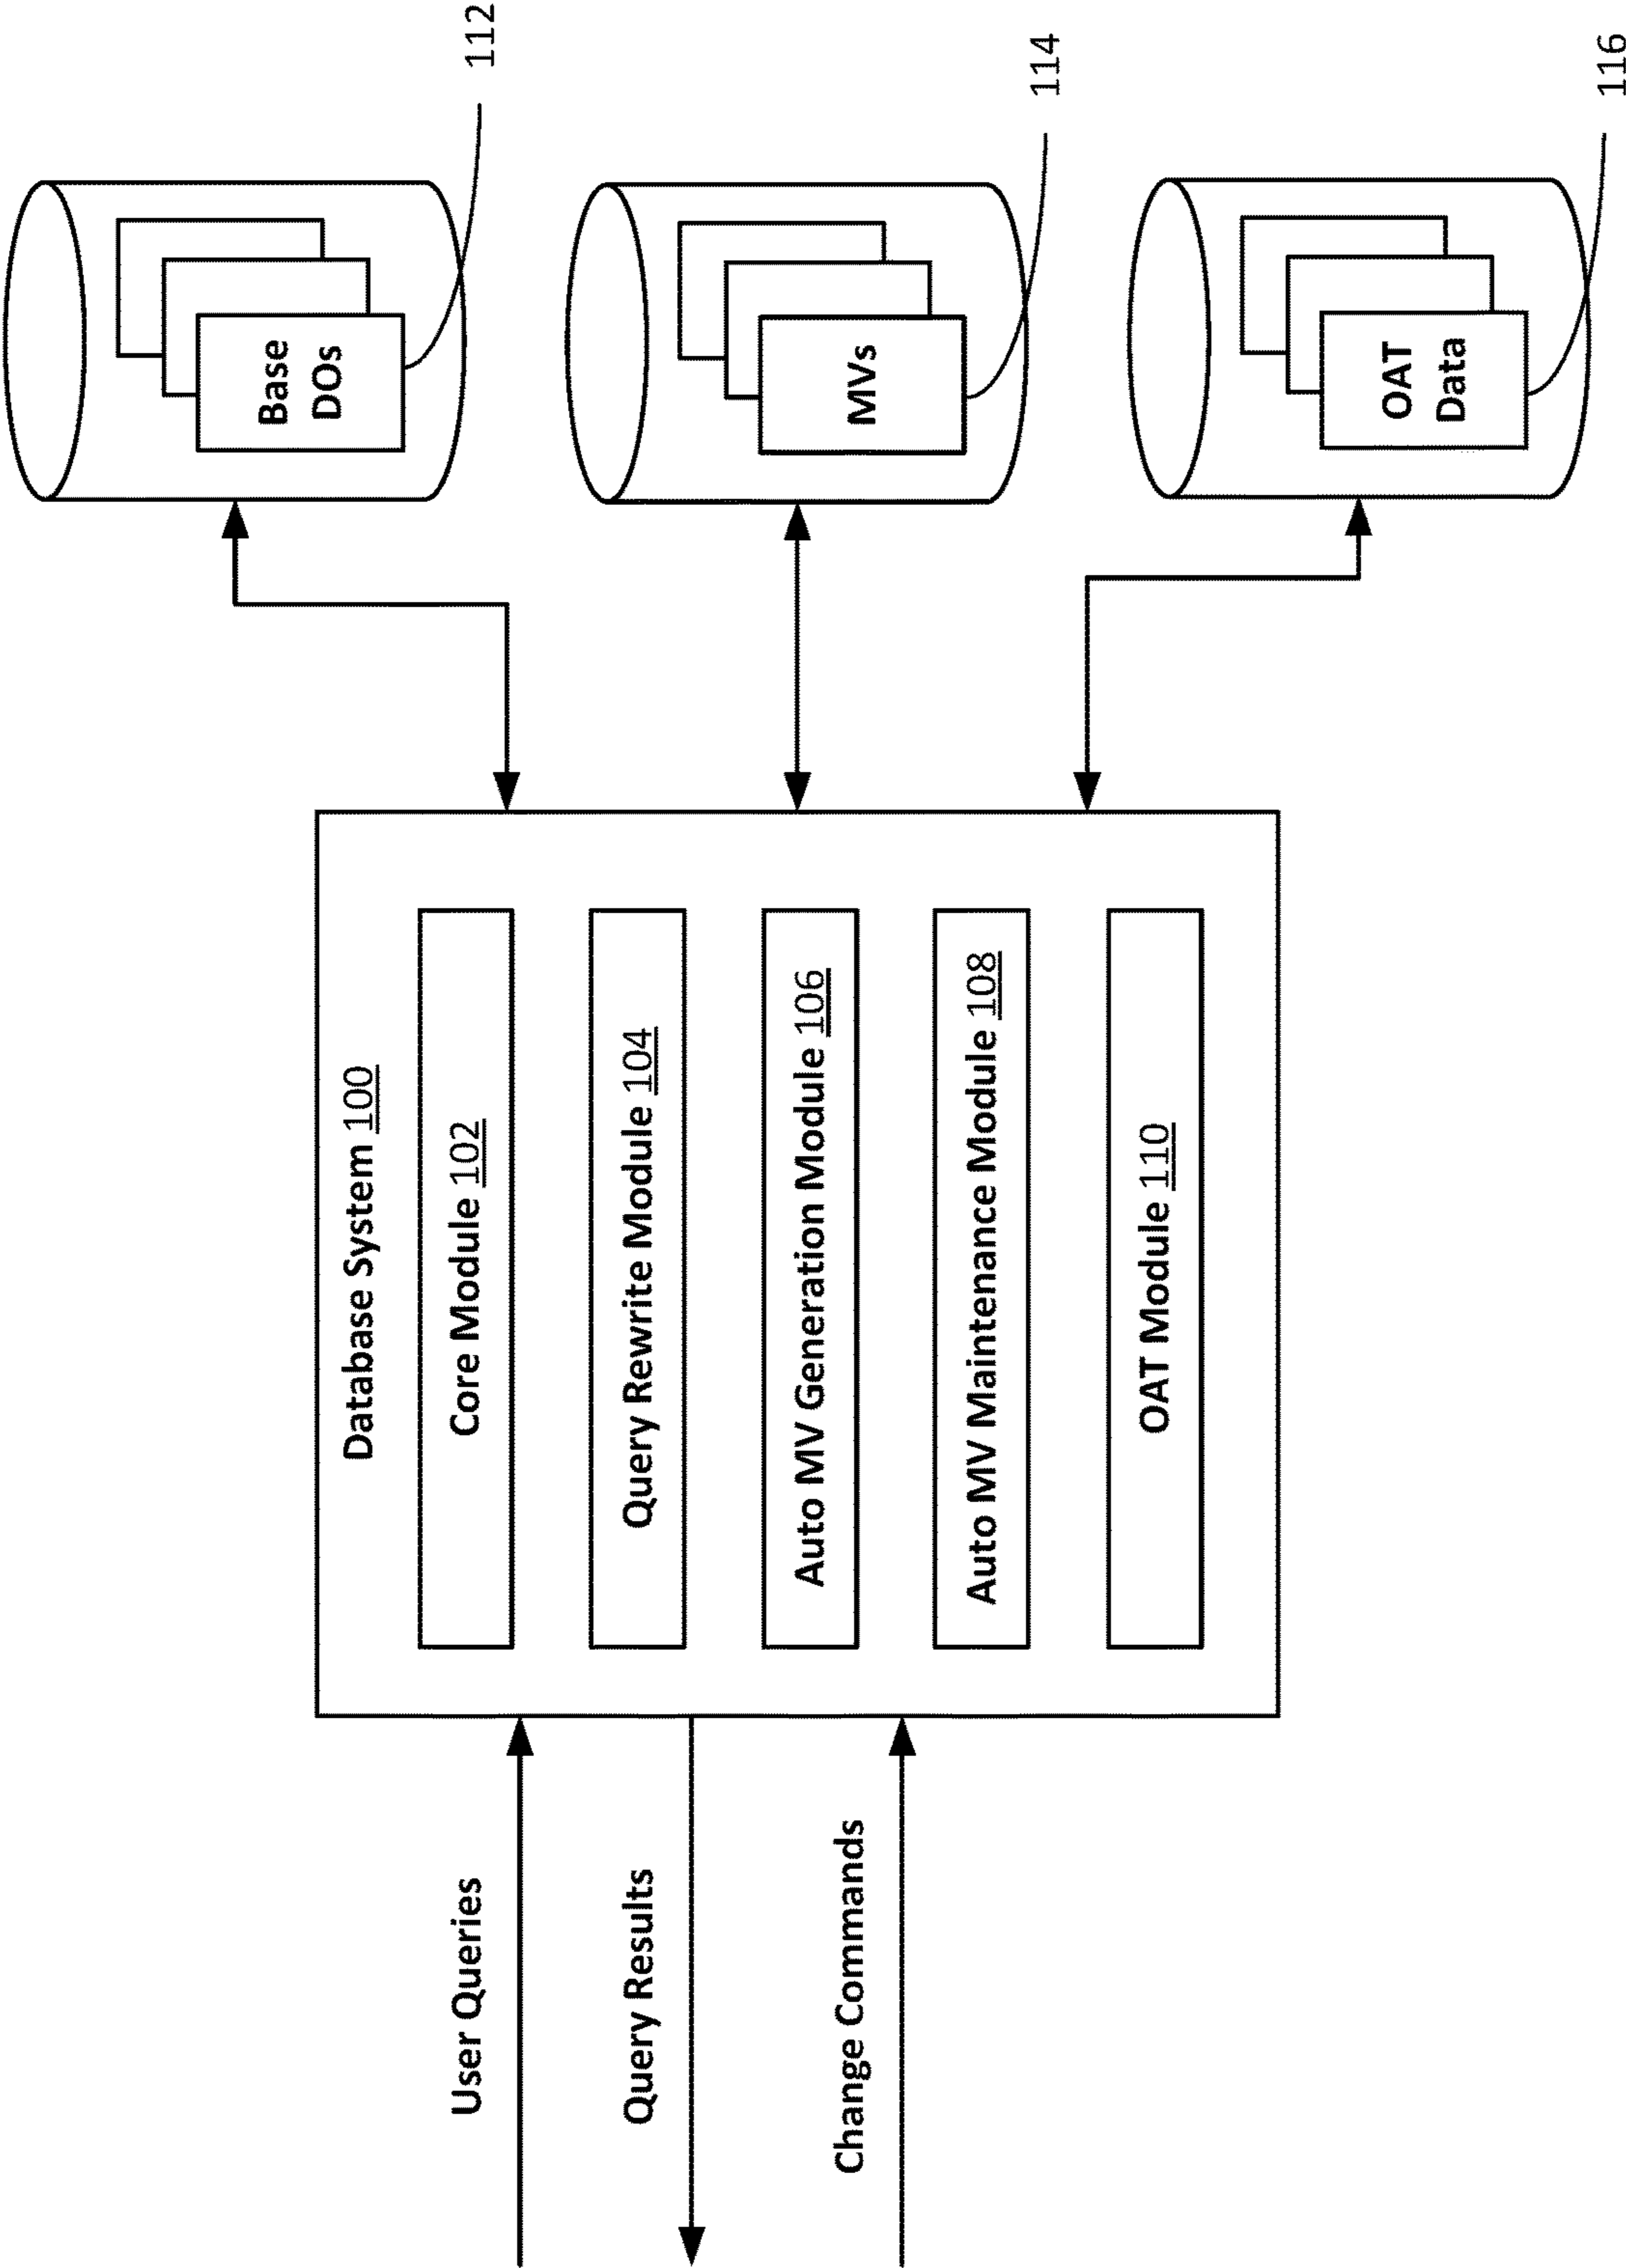 User Queries
Query Results
Change Commands
Database System 100
Core Module 102
Query Rewrite Module 104
Auto MV Generation Module 106
Auto MV Maintenance Module 108
OAT Module 110
Base
DOs
112
MVs
114
OAT
Data
116